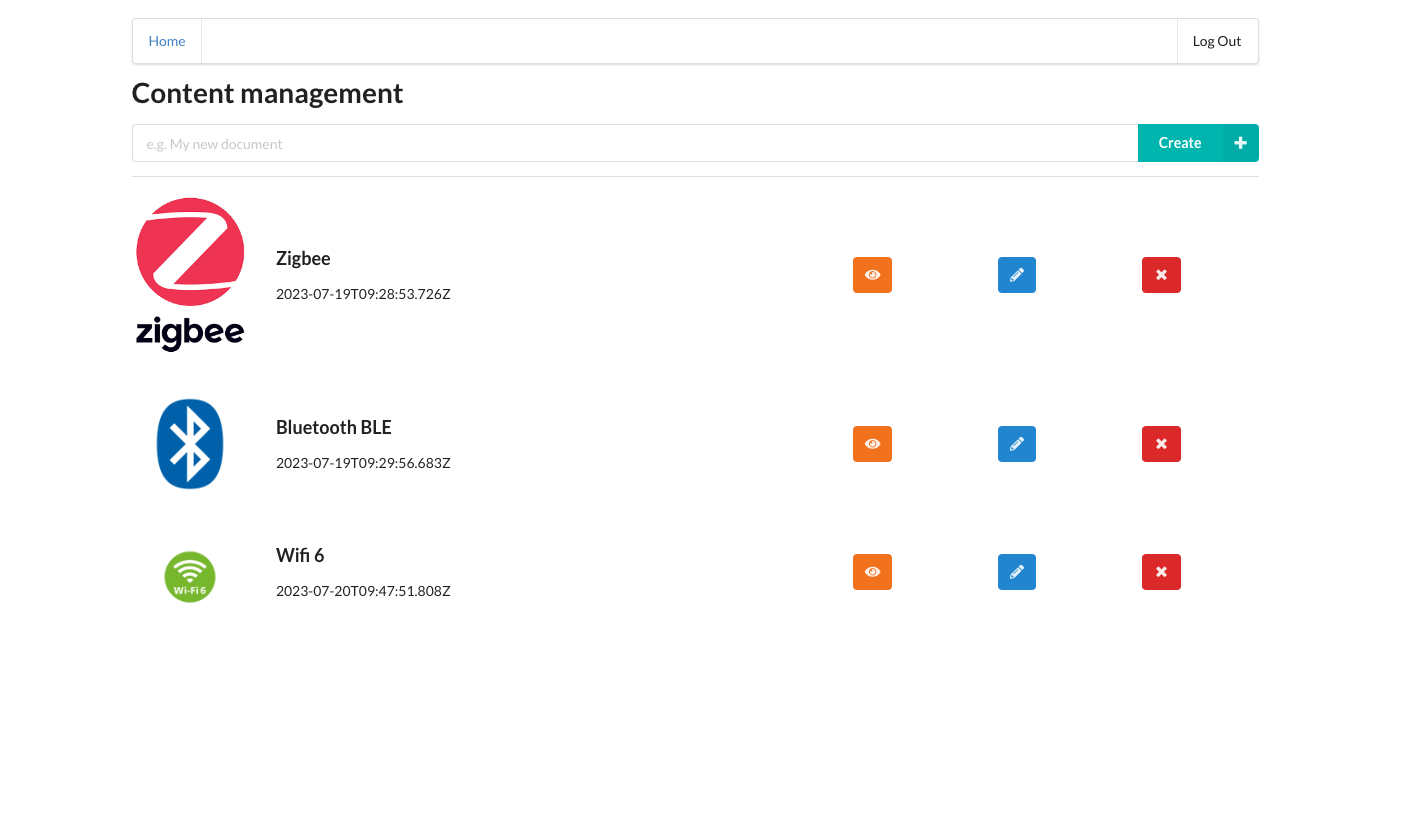 Home
Log Out
Content management
e.g. My new document
Create
zigbee
Zigbee
2023-07-19T09:28:53.726Z
Bluetooth BLE
2023-07-19T09:29:56.683Z
Wi-Fi 6
Wifi 6
2023-07-20T09:47:51.808Z